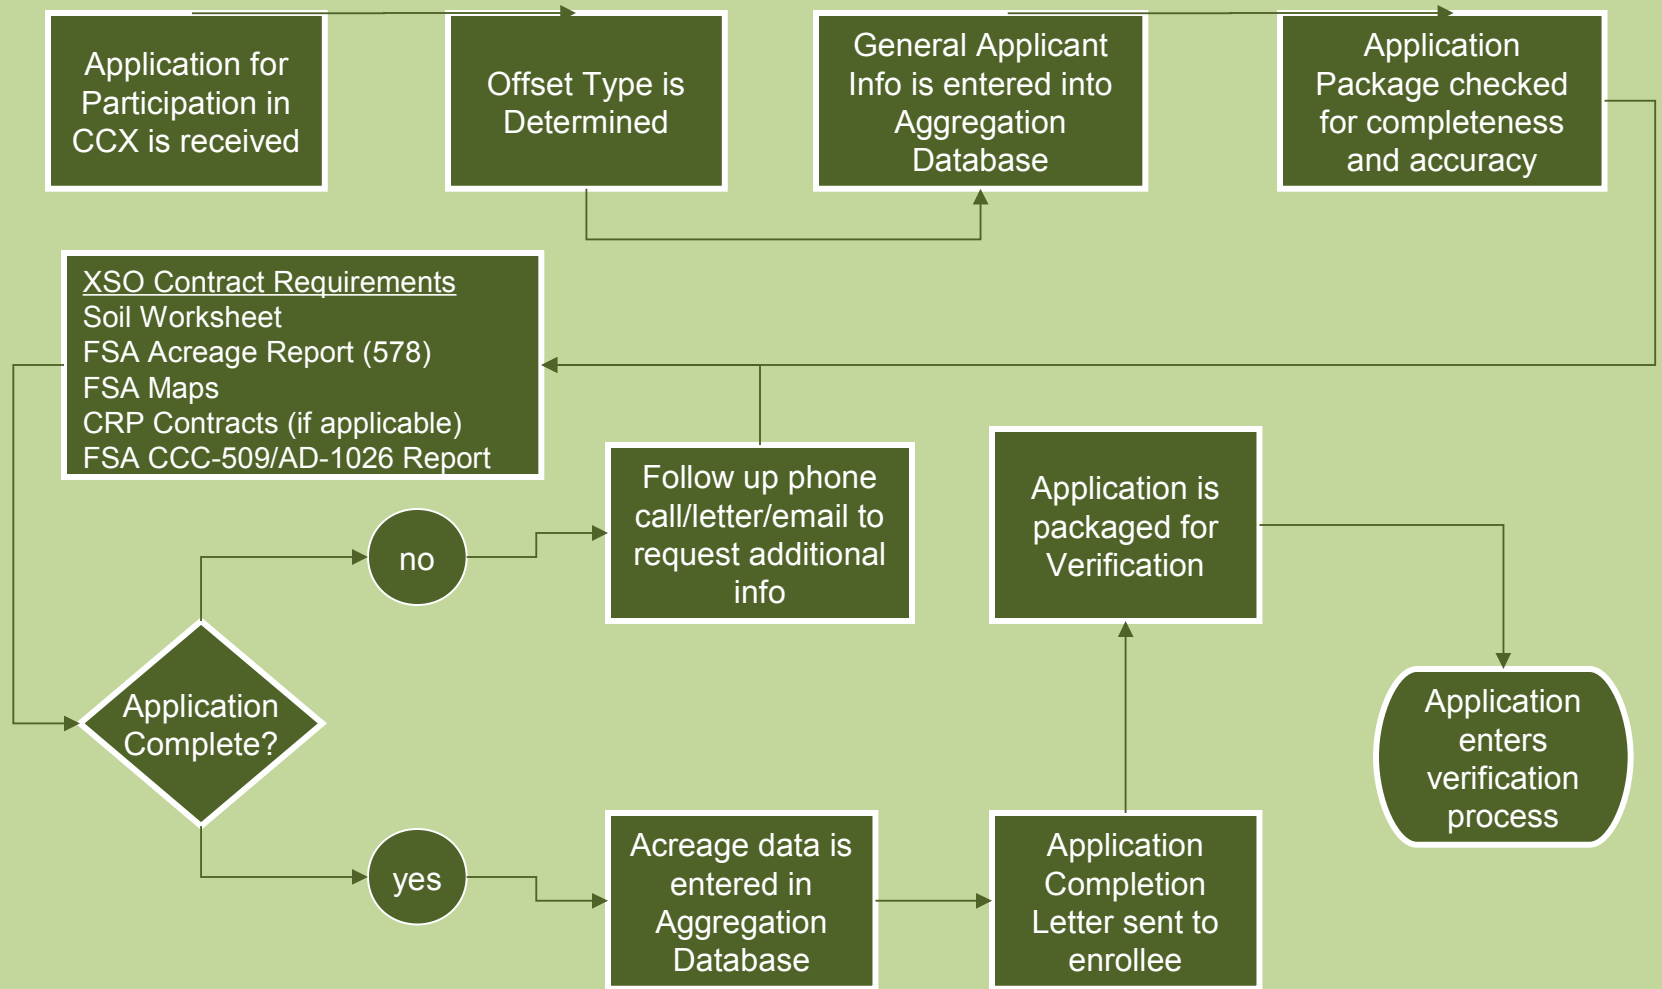 Application for
Participation in
CCX is received
Offset Type is
Determined
General Applicant
Info is entered into
Aggregation
Database
Application
Package checked
for completeness
and accuracy
XSO Contract Requirements
Soil Worksheet
FSA Acreage Report (578)
FSA Maps
CRP Contracts (if applicable)
FSA CCC-509/AD-1026 Report
no
Follow up phone
call/letter/email to
request additional
info
Application is
packaged for
Verification
Application
Complete?
Application
enters
verification
process
yes
Acreage data is
entered in
Aggregation
Database
Application
Completion
Letter sent to
enrollee